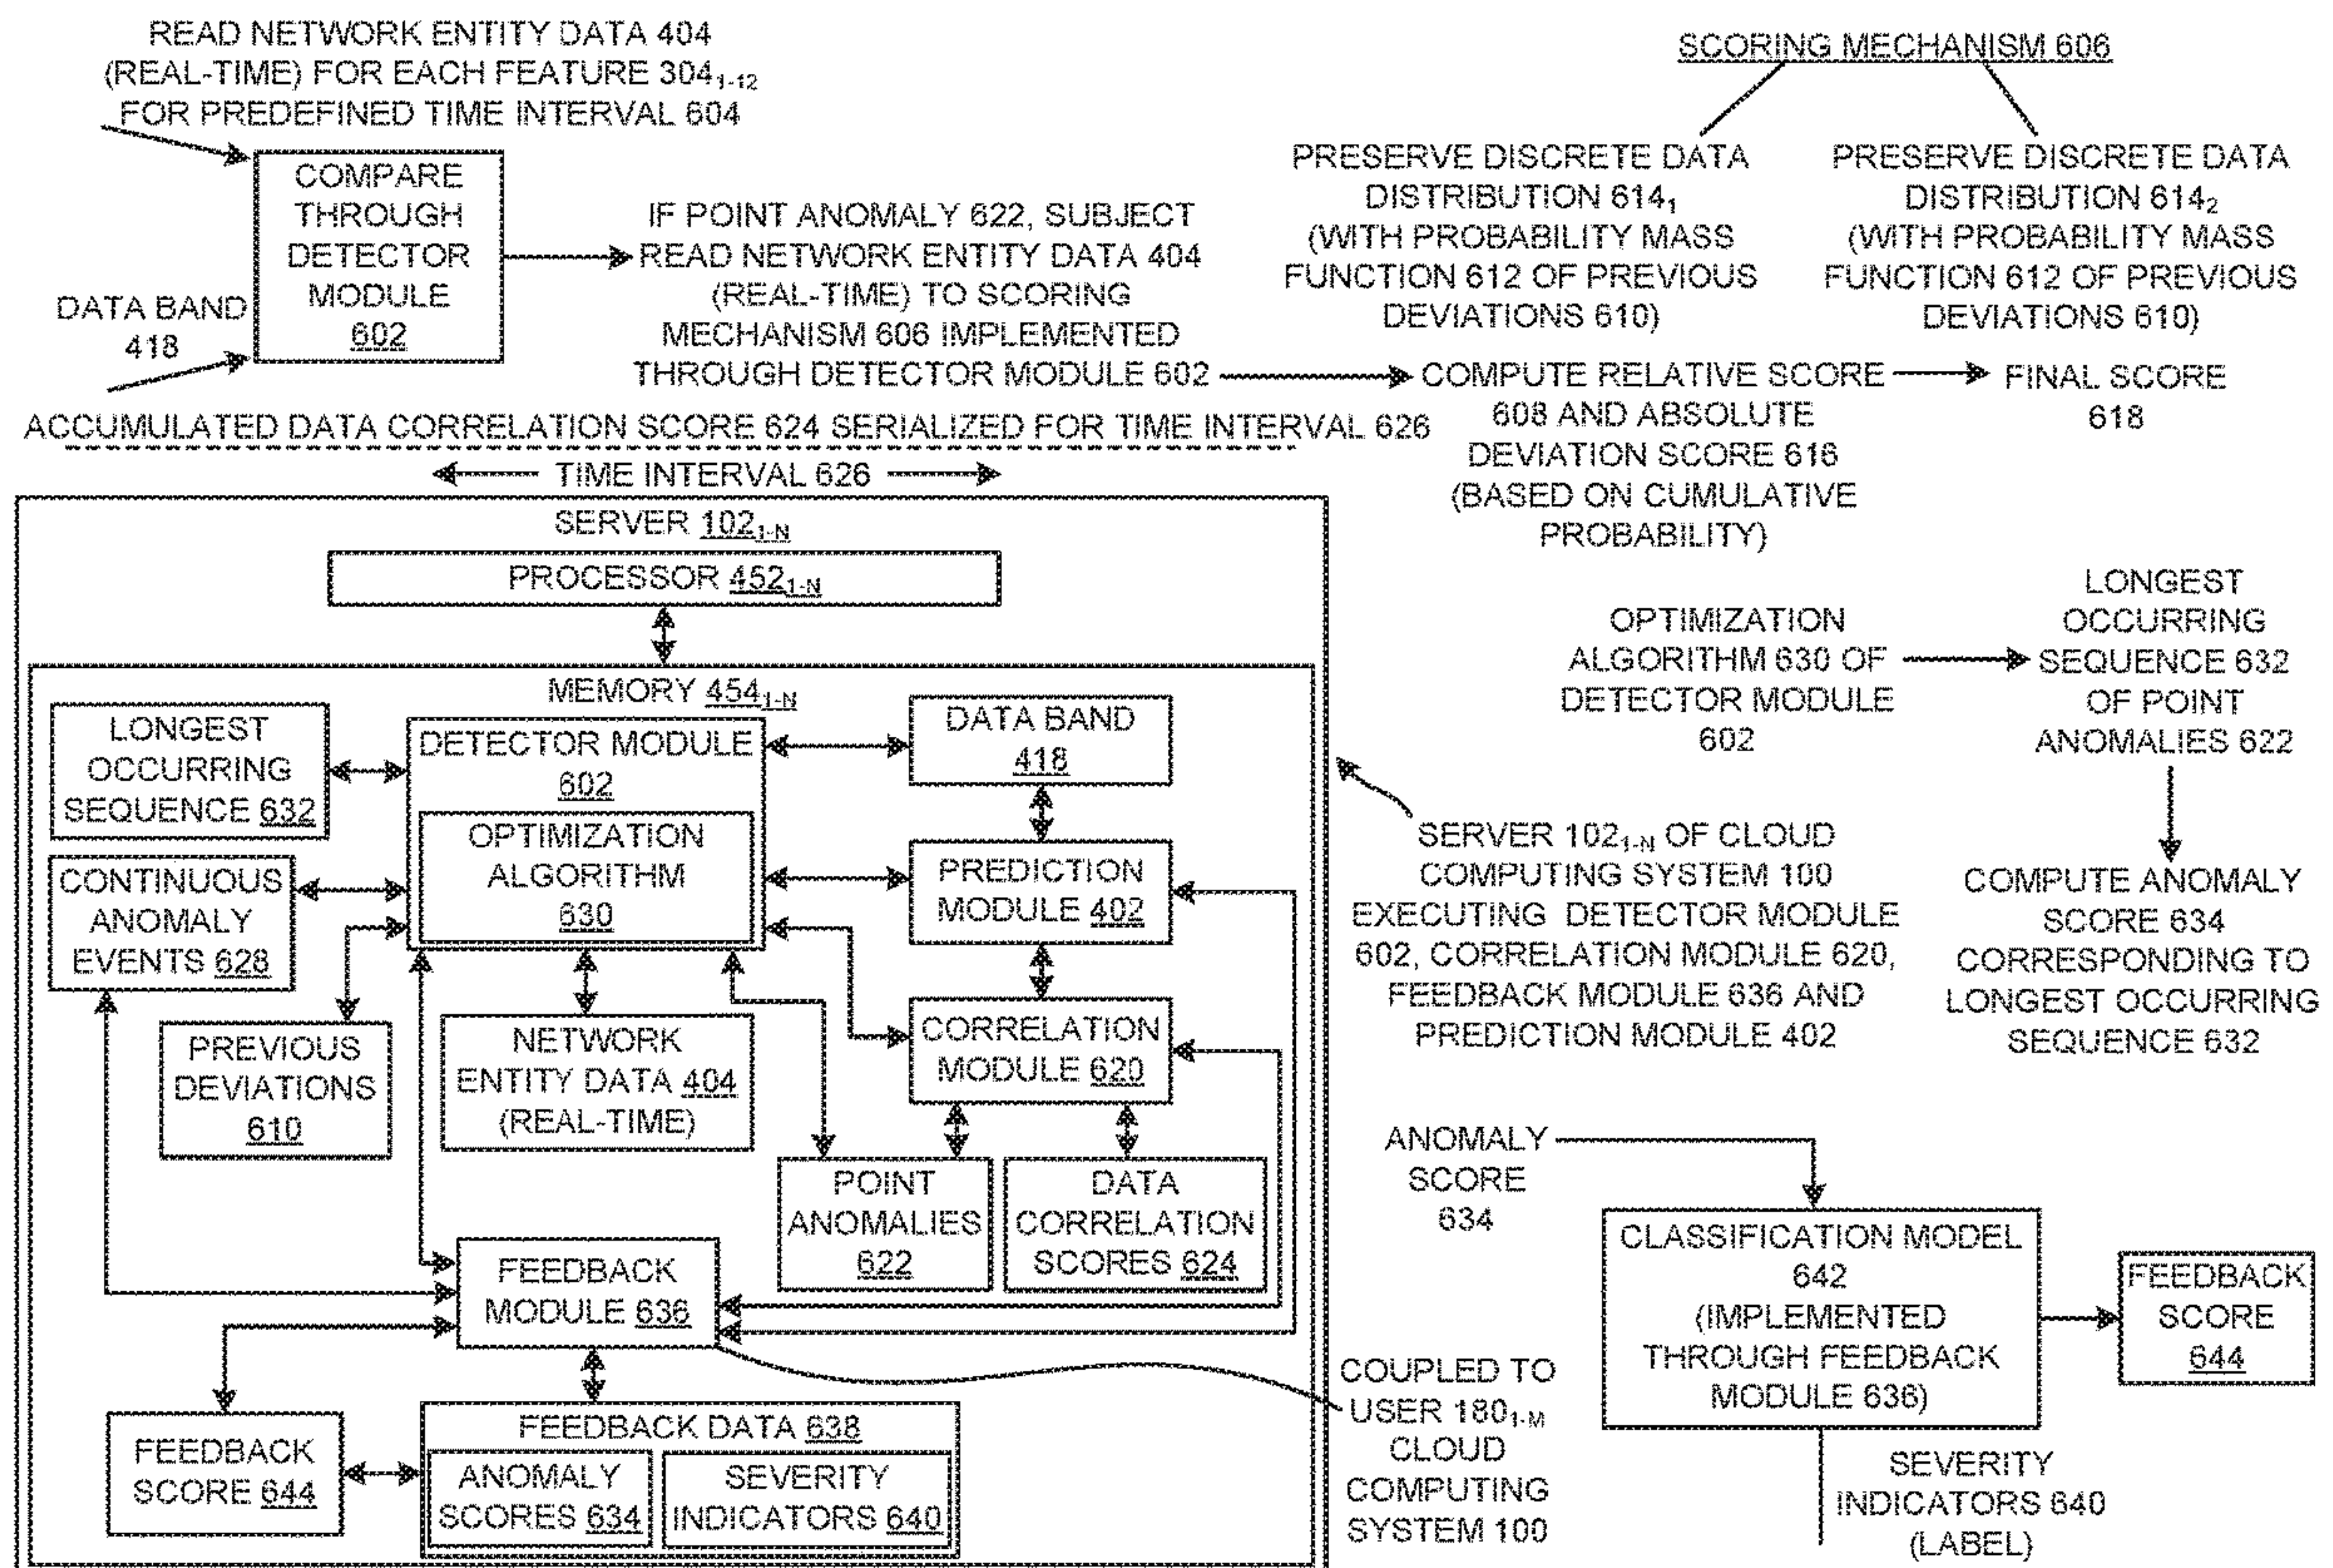 READ NETWORK ENTITY DATA 404
(REAL-TIME) FOR EACH FEATURE 304₁₋₁₂
FOR PREDEFINED TIME INTERVAL 604
COMPARE
THROUGH
DETECTOR
MODULE
602
DATA BAND
418
IF POINT ANOMALY 622, SUBJECT
READ NETWORK ENTITY DATA 404
(REAL-TIME) TO SCORING
MECHANISM 606 IMPLEMENTED
THROUGH DETECTOR MODULE 602
SCORING MECHANISM 606
PRESERVE DISCRETE DATA
DISTRIBUTION 614₁
(WITH PROBABILITY MASS
FUNCTION 612 OF PREVIOUS
DEVIATIONS 610)
PRESERVE DISCRETE DATA
DISTRIBUTION 614₂
(WITH PROBABILITY MASS
FUNCTION 612 OF PREVIOUS
DEVIATIONS 610)
COMPUTE RELATIVE SCORE
608 AND ABSOLUTE
DEVIATION SCORE 616
(BASED ON CUMULATIVE
PROBABILITY)
FINAL SCORE
618
ACCUMULATED DATA CORRELATION SCORE 624 SERIALIZED FOR TIME INTERVAL 626
TIME INTERVAL 626
SERVER 102₁₋N
PROCESSOR 452₁₋N
MEMORY 454₁₋N
LONGEST
OCCURRING
SEQUENCE 632
DETECTOR MODULE
602
OPTIMIZATION
ALGORITHM
630
DATA BAND
418
CONTINUOUS
ANOMALY
EVENTS 628
PREDICTION
MODULE 402
PREVIOUS
DEVIATIONS
610
NETWORK
ENTITY DATA 404
(REAL-TIME)
CORRELATION
MODULE 620
POINT
ANOMALIES
622
DATA
CORRELATION
SCORES 624
FEEDBACK
MODULE 636
FEEDBACK
SCORE 644
FEEDBACK DATA 638
ANOMALY
SCORES 634
SEVERITY
INDICATORS 640
OPTIMIZATION
ALGORITHM 630 OF
DETECTOR MODULE
602
LONGEST
OCCURRING
SEQUENCE 632
OF POINT
ANOMALIES 622
COMPUTE ANOMALY
SCORE 634
CORRESPONDING TO
LONGEST OCCURRING
SEQUENCE 632
SERVER 102₁₋N OF CLOUD
COMPUTING SYSTEM 100
EXECUTING DETECTOR MODULE
602, CORRELATION MODULE 620,
FEEDBACK MODULE 636 AND
PREDICTION MODULE 402
ANOMALY
SCORE
634
CLASSIFICATION MODEL
642
(IMPLEMENTED
THROUGH FEEDBACK
MODULE 636)
FEEDBACK
SCORE
644
SEVERITY
INDICATORS 640
(LABEL)
COUPLED TO
USER 180₁₋M
CLOUD
COMPUTING
SYSTEM 100